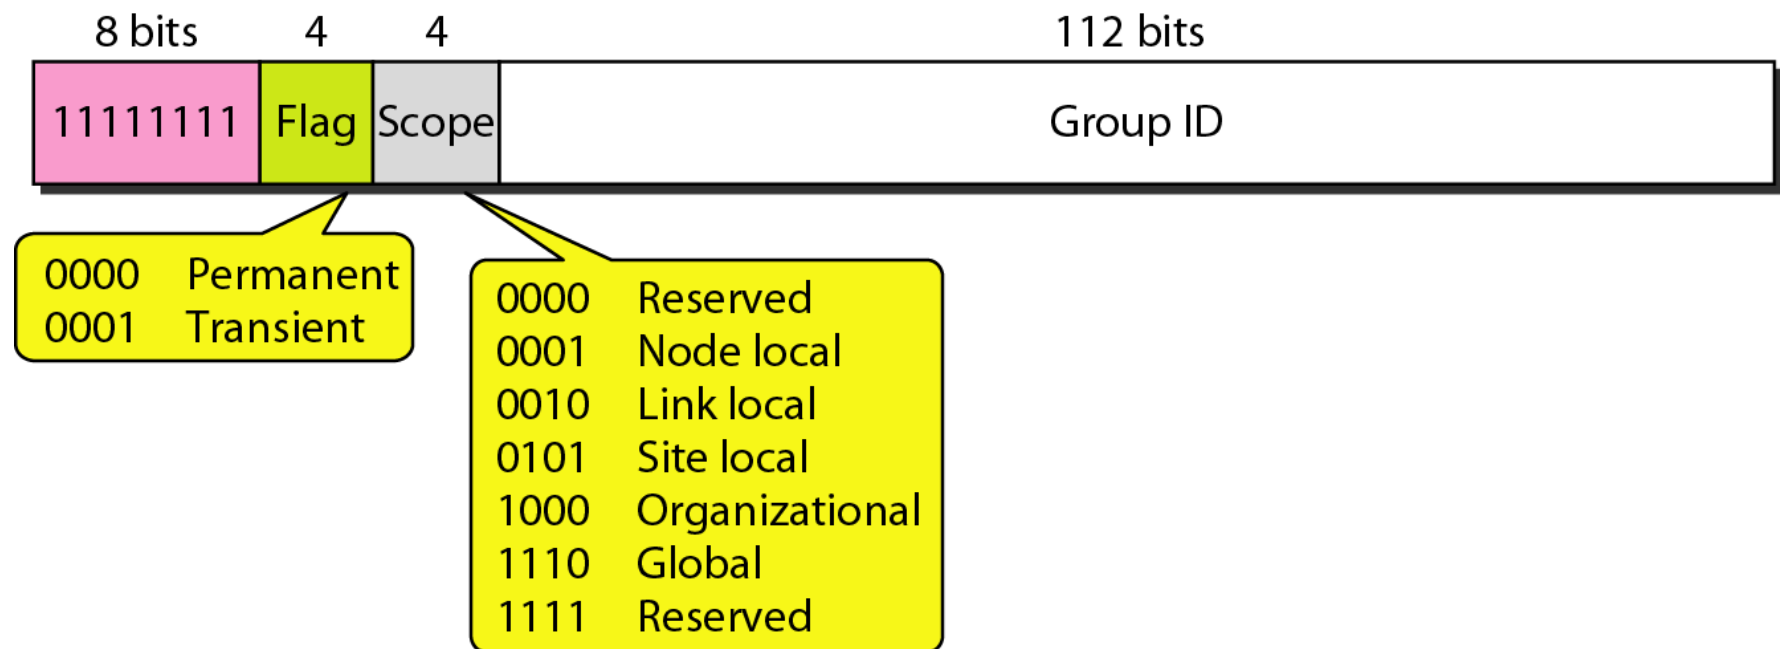 8 bits 4 4 112 bits
11111111 Flag Scope Group ID
0000 Permanent
0001 Transient
0000 Reserved
0001 Node local
0010 Link local
0101 Site local
1000 Organizational
1110 Global
1111 Reserved